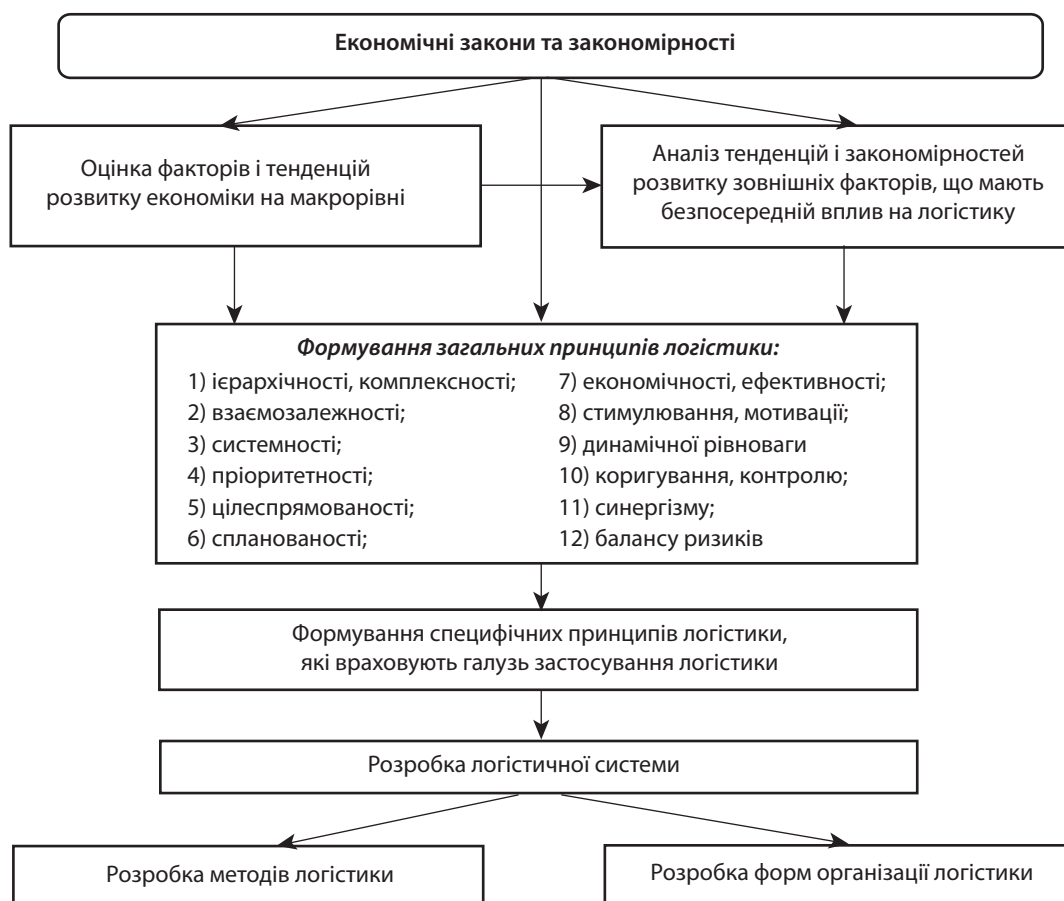 Економічні закони та закономірності
Оцінка факторів і тенденцій
розвитку економіки на макрорівні
Аналіз тенденцій і закономірностей
розвитку зовнішніх факторів, що мають
безпосередній вплив на логістику
Формування загальних принципів логістики:
1) ієрархічності, комплексності;
2) взаємозалежності;
3) системності;
4) пріоритетності;
5) цілеспрямованості;
6) спланованості;
7) економічності, ефективності;
8) стимулювання, мотивації;
9) динамічної рівноваги
10) коригування, контролю;
11) синергізму;
12) балансу ризиків
Формування специфічних принципів логістики,
які враховують галузь застосування логістики
Розробка логістичної системи
Розробка методів логістики
Розробка форм організації логістики